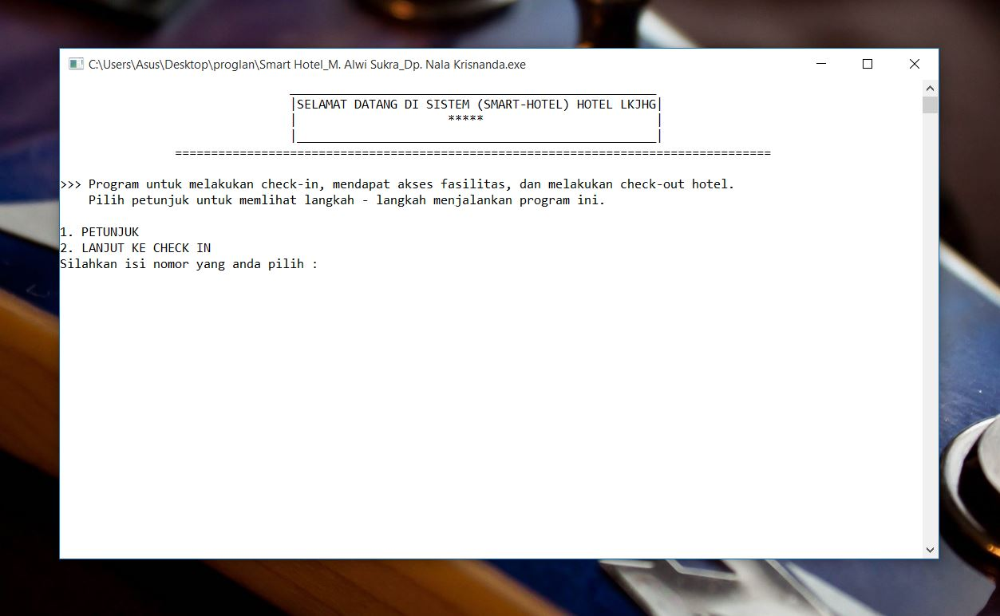 C:\Users\Asus\Desktop\proglan\Smart Hotel_M. Alwi Sukra_Dp. Nala Krisnanda.exe
|SELAMAT DATANG DI SISTEM (SMART-HOTEL) HOTEL LKJHG|
| ***** |
|__________________________________________________|
===================================================================================
>>> Program untuk melakukan check-in, mendapat akses fasilitas, dan melakukan check-out hotel.
Pilih petunjuk untuk memlihat langkah - langkah menjalankan program ini.
1. PETUNJUK
2. LANJUT KE CHECK IN
Silahkan isi nomor yang anda pilih :